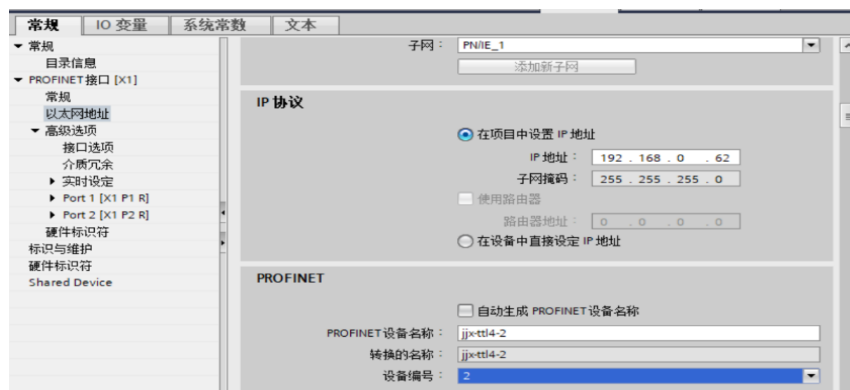 常规 IO 变量 系统常数 文本
常规
目录信息
PROFINET接口 [X1]
常规
以太网地址
高级选项
接口选项
介质冗余
实时设定
Port 1 [X1 P1 R]
Port 2 [X1 P2 R]
硬件标识符
标识与维护
硬件标识符
Shared Device
子网： PN/IE_1
添加新子网
IP 协议
在项目中设置 IP 地址
IP 地址： 192 . 168 . 0 . 62
子网掩码： 255 . 255 . 255 . 0
使用路由器
路由器地址： 0 . 0 . 0 . 0
在设备中直接设定 IP 地址
PROFINET
自动生成 PROFINET 设备名称
PROFINET 设备名称： jjx-ttl4-2
转换的名称： jjx-ttl4-2
设备编号： 2